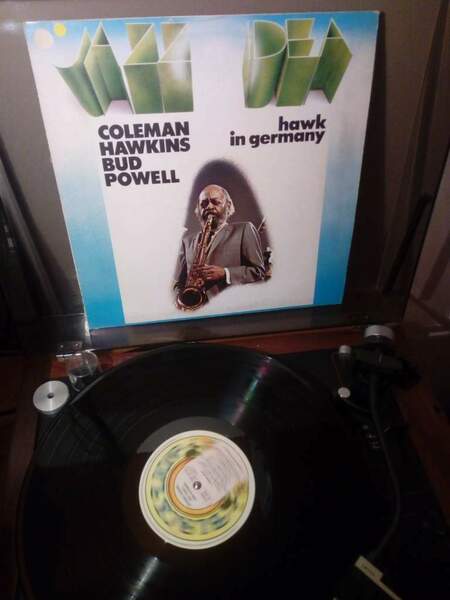 JAZZ IDEA
COLEMAN
HAWKINS
BUD
POWELL
hawk
in germany